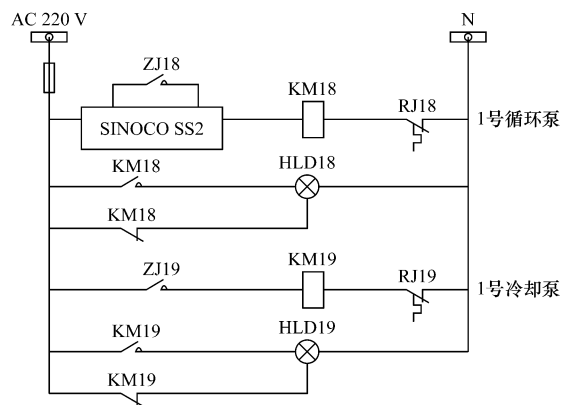 AC 220 V
N
ZJ18
KM18
RJ18
SINOCO SS2
1号循环泵
KM18
HLD18
KM18
ZJ19
KM19
RJ19
1号冷却泵
KM19
HLD19
KM19